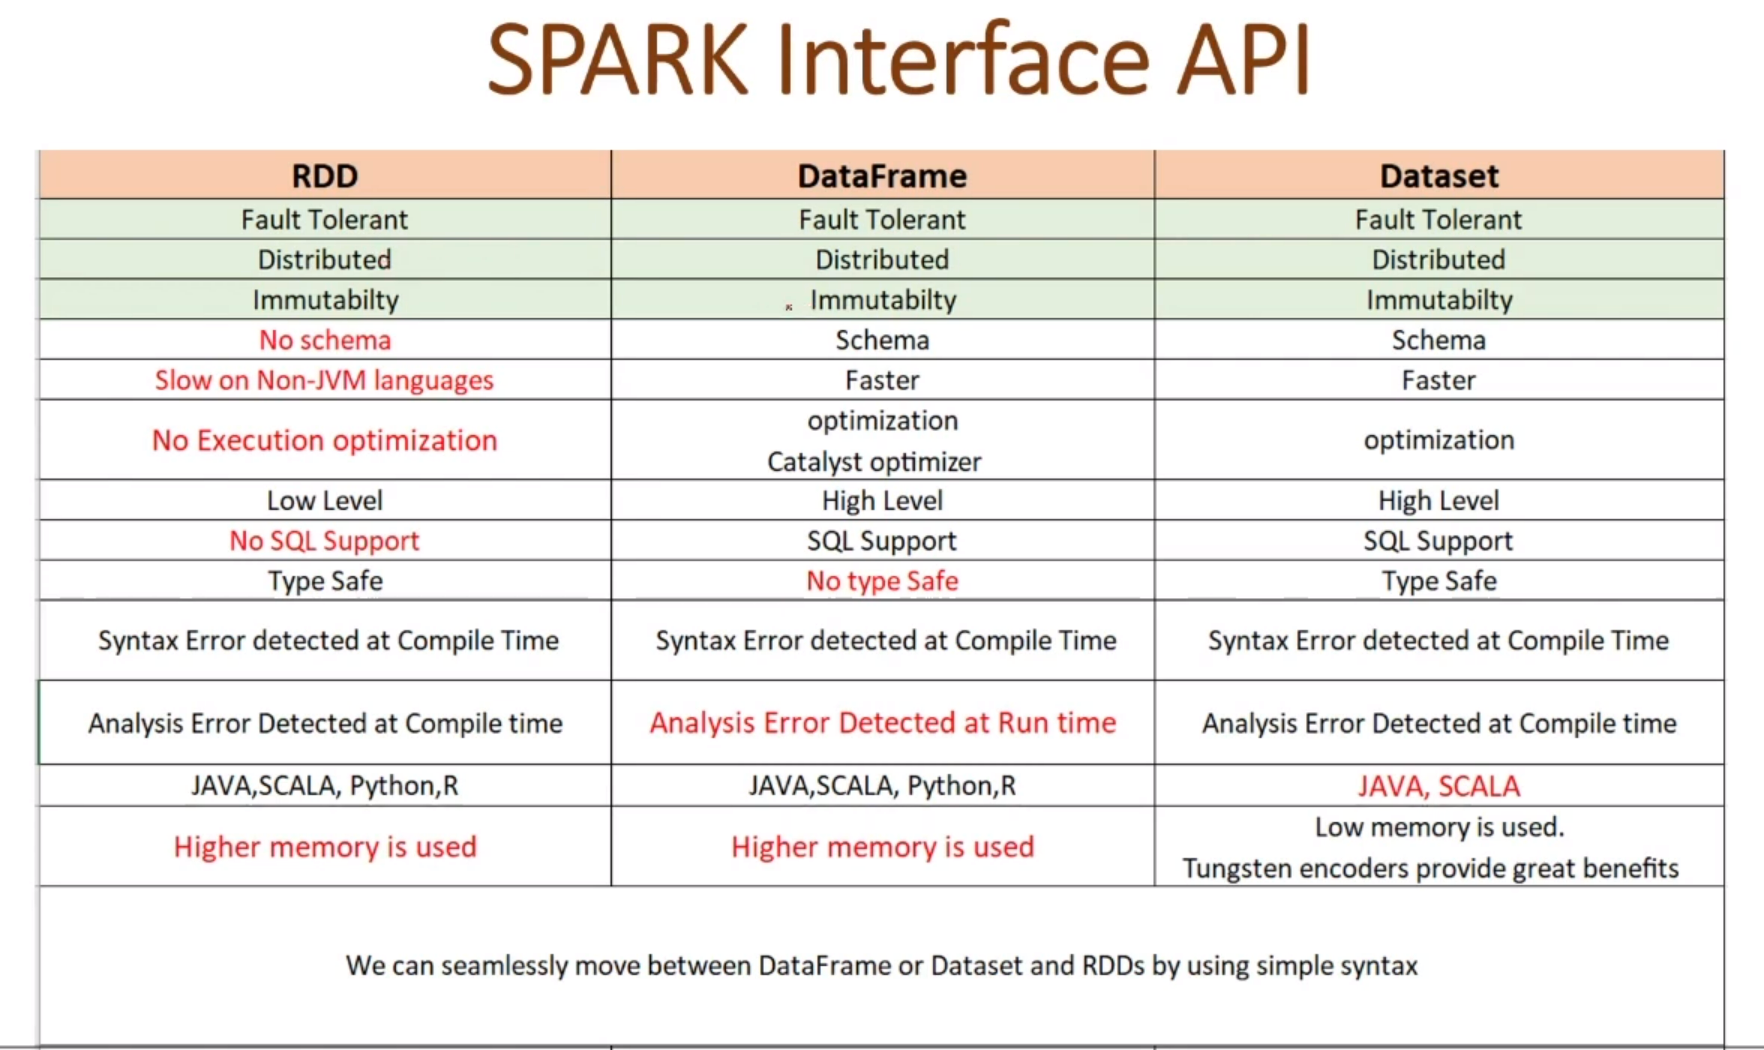 SPARK Interface API
RDD DataFrame Dataset
Fault Tolerant Fault Tolerant Fault Tolerant
Distributed Distributed Distributed
Immutabilty Immutabilty Immutabilty
No schema Schema Schema
Slow on Non-JVM languages Faster Faster
No Execution optimization optimization optimization
Catalyst optimizer
Low Level High Level High Level
No SQL Support SQL Support SQL Support
Type Safe No type Safe Type Safe
Syntax Error detected at Compile Time Syntax Error detected at Compile Time Syntax Error detected at Compile Time
Analysis Error Detected at Compile time Analysis Error Detected at Run time Analysis Error Detected at Compile time
JAVA,SCALA, Python,R JAVA,SCALA, Python,R JAVA, SCALA
Higher memory is used Higher memory is used Low memory is used.
Tungsten encoders provide great benefits
We can seamlessly move between DataFrame or Dataset and RDDs by using simple syntax